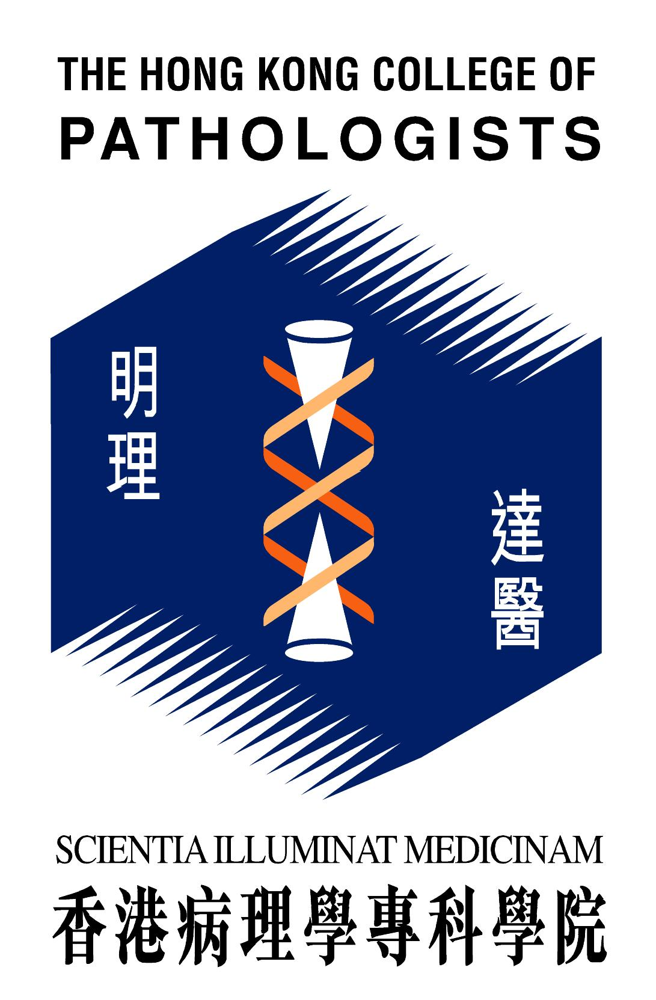 THE HONG KONG COLLEGE OF
PATHOLOGISTS
明理
達醫
SCIENTIA ILLUMINAT MEDICINAM
香港病理學專科學院